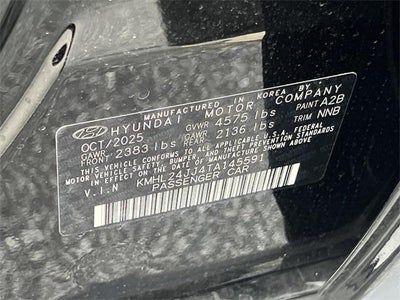 MANUFACTURED IN KOREA BY
HYUNDAI MOTOR COMPANY
OCT/2025 GVWR 4575 lbs PAINT A2B
GAWR FRONT 2383 lbs GAWR REAR 2136 lbs TRIM NNB
THIS VEHICLE CONFORMS TO ALL APPLICABLE U.S.A. FEDERAL
MOTOR VEHICLE SAFETY, BUMPER, AND THEFT PREVENTION STANDARDS
IN EFFECT ON THE DATE OF MANUFACTURE SHOWN ABOVE.
V.I.N KMHL24JJ4TA145591
PASSENGER CAR